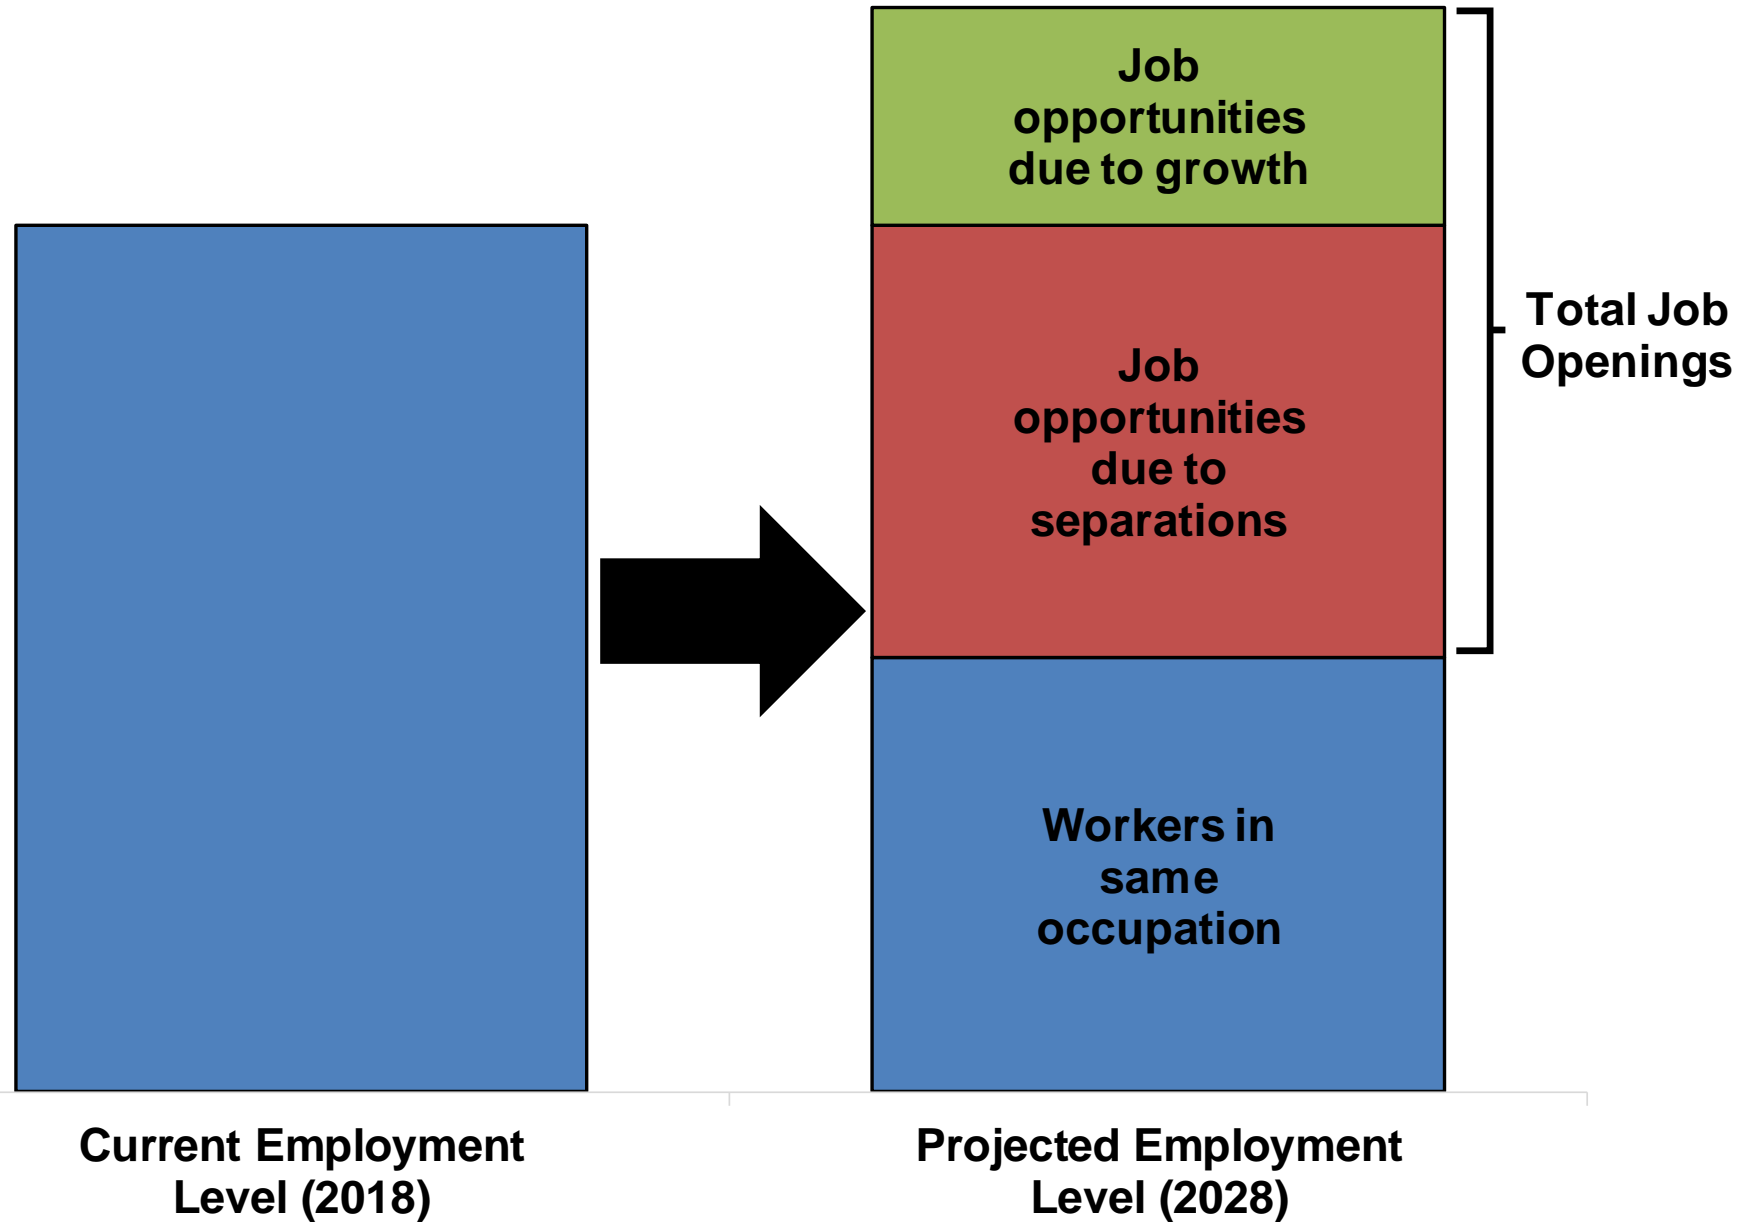 Job
opportunities
due to growth
Job
opportunities
due to
separations
Workers in
same
occupation
Total Job
Openings
Current Employment
Level (2018)
Projected Employment
Level (2028)